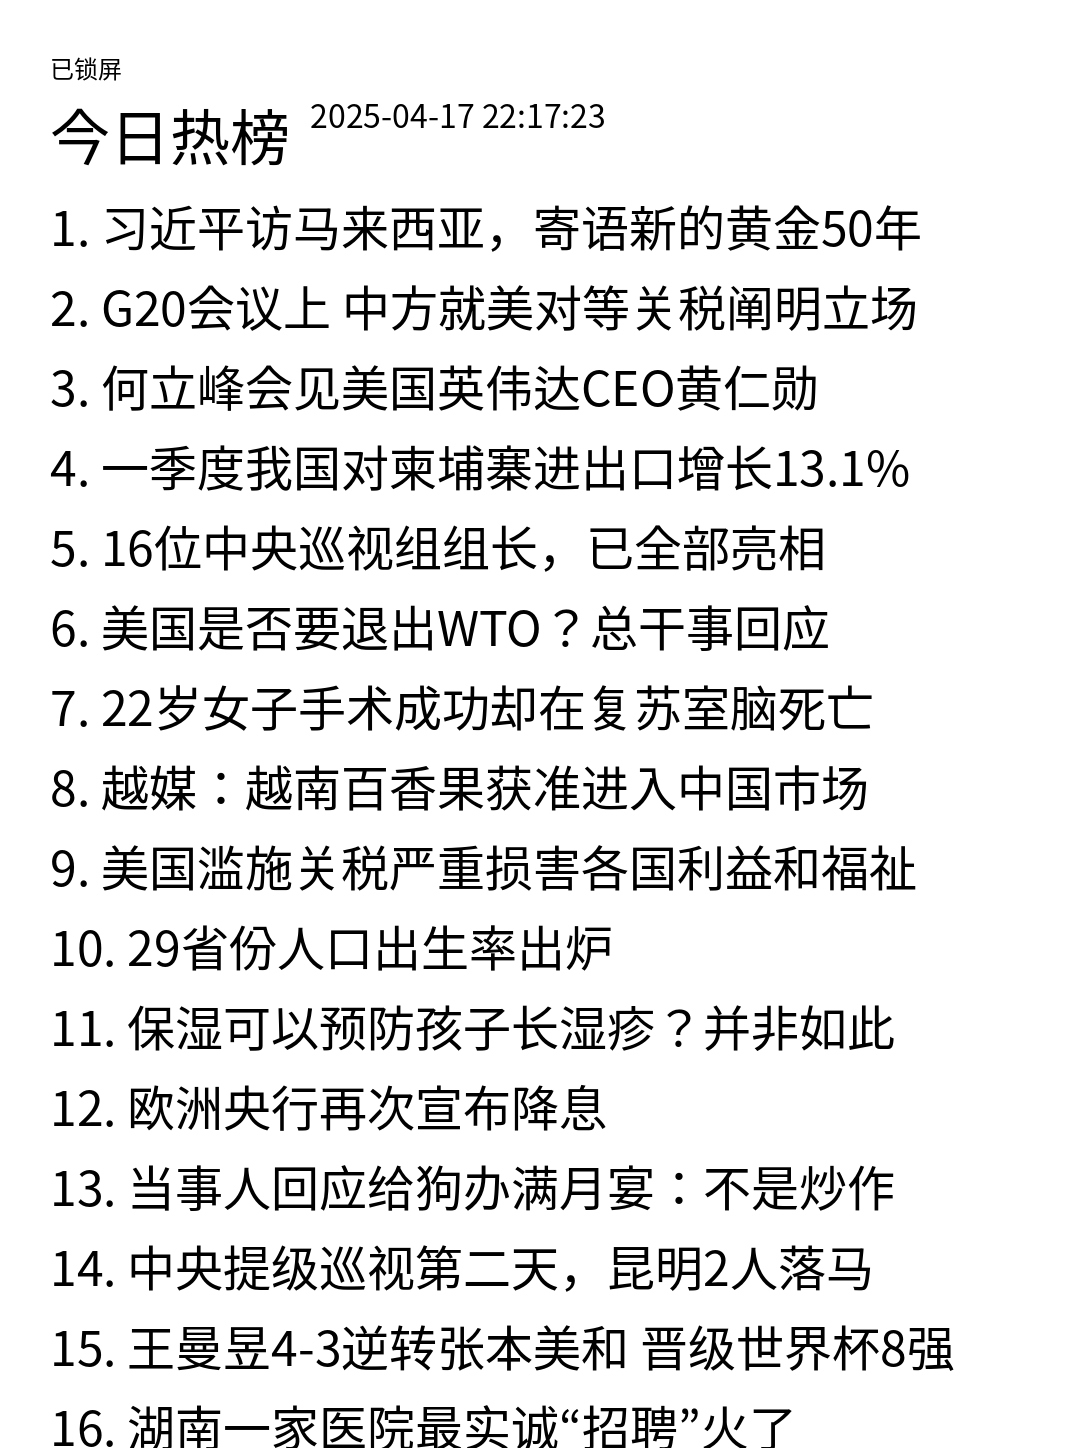 已锁屏
今日热榜 2025-04-17 22:17:23
1. 习近平访马来西亚，寄语新的黄金50年
2. G20会议上 中方就美对等关税阐明立场
3. 何立峰会见美国英伟达CEO黄仁勋
4. 一季度我国对柬埔寨进出口增长13.1%
5. 16位中央巡视组组长，已全部亮相
6. 美国是否要退出WTO？总干事回应
7. 22岁女子手术成功却在复苏室脑死亡
8. 越媒：越南百香果获准进入中国市场
9. 美国滥施关税严重损害各国利益和福祉
10. 29省份人口出生率出炉
11. 保湿可以预防孩子长湿疹？并非如此
12. 欧洲央行再次宣布降息
13. 当事人回应给狗办满月宴：不是炒作
14. 中央提级巡视第二天，昆明2人落马
15. 王曼昱4-3逆转张本美和 晋级世界杯8强
16. 湖南一家医院最实诚“招聘”火了